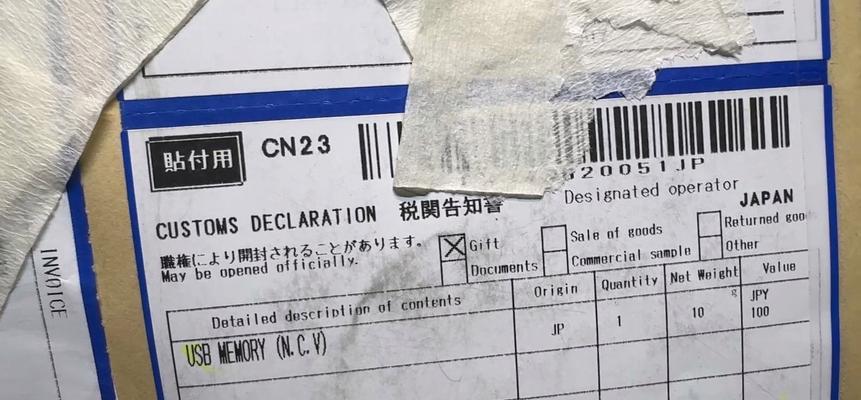 貼付用
CN23
20051JP
Designated operator
JAPAN
CUSTOMS DECLARATION 税関告知書
職権により開封されることがあります。
May be opened officially.
Gift
Documents
Sale of goods
Commercial sample
Returned goo
Other
Detailed description of contents
Origin
Quantity
Net Weight
g
Value
USB MEMORY (N.C.V)
JP
1
10
JPY
100
INVOICE